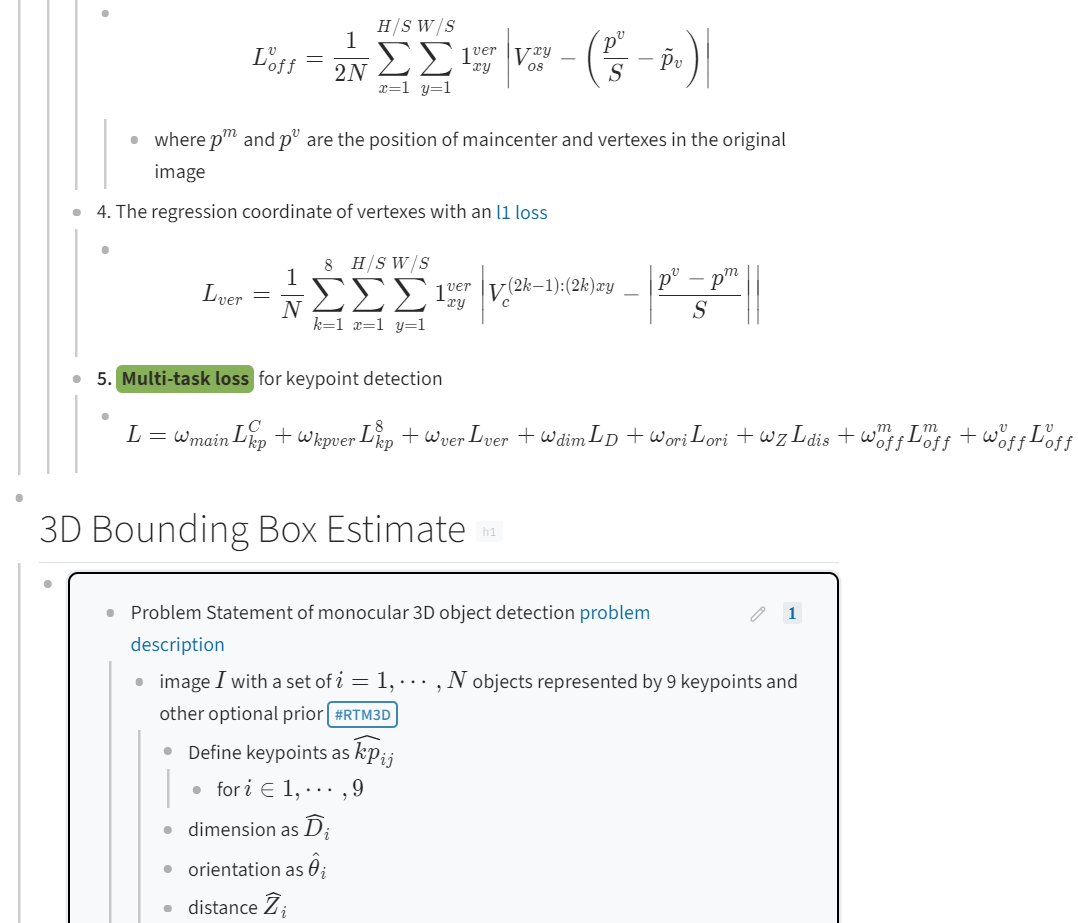 $L_{off}^{v} = \frac{1}{2N} \sum_{x=1}^{H/S} \sum_{y=1}^{W/S} 1_{xy}^{ver} \left| V_{os}^{xy} - \left( \frac{p^v}{S} - \tilde{p}_v \right) \right|$
where $p^m$ and $p^v$ are the position of maincenter and vertexes in the original
image
4. The regression coordinate of vertexes with an l1 loss
$L_{ver} = \frac{1}{N} \sum_{k=1}^{8} \sum_{x=1}^{H/S} \sum_{y=1}^{W/S} 1_{xy}^{ver} \left| V_c^{(2k-1):(2k)xy} - \left| \frac{p^v - p^m}{S} \right| \right|$
5. Multi-task loss for keypoint detection
$L = \omega_{main} L_{kp}^{C} + \omega_{kpver} L_{kp}^{8} + \omega_{ver} L_{ver} + \omega_{dim} L_D + \omega_{ori} L_{ori} + \omega_Z L_{dis} + \omega_{off}^{m} L_{off}^{m} + \omega_{off}^{v} L_{off}^{v}$
3D Bounding Box Estimate h1
Problem Statement of monocular 3D object detection problem 1
description
image $I$ with a set of $i = 1, \cdots, N$ objects represented by 9 keypoints and
other optional prior #RTM3D
Define keypoints as $\widehat{kp}_{ij}$
for $i \in 1, \cdots, 9$
dimension as $\widehat{D}_i$
orientation as $\hat{\theta}_i$
distance $\widehat{Z}_i$